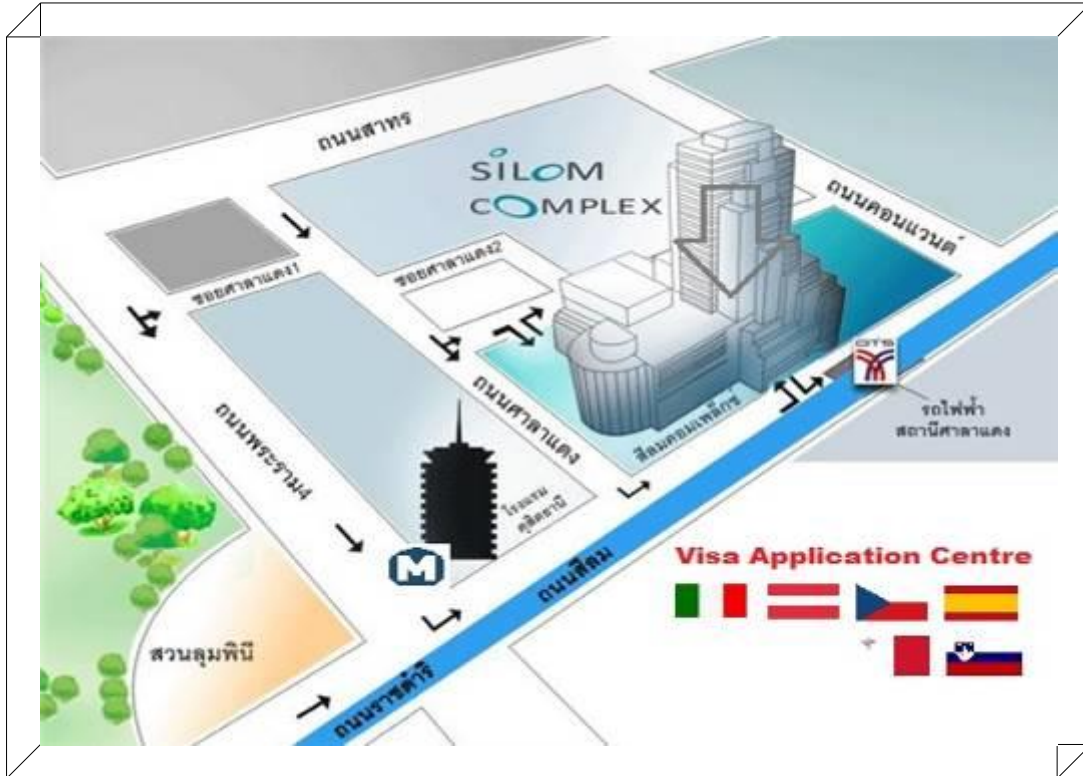 ถนนสาทร
SiLOM
COMPLEX
ถนนคอนแวนต์
ซอยศาลาแดง1
ซอยศาลาแดง2
BTS
รถไฟฟ้า
สถานีศาลาแดง
ถนนศาลาแดง
สีลมคอมเพล็กซ์
ถนนพระราม4
โรงแรม
ดุสิตธานี
M
ถนนสีลม
Visa Application Centre
สวนลุมพินี
ถนนราชดำริ